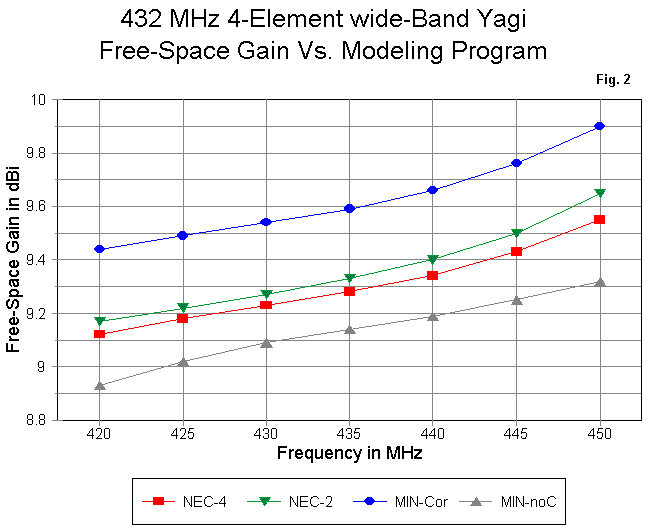 432 MHz 4-Element wide-Band Yagi
Free-Space Gain Vs. Modeling Program
Fig. 2
Free-Space Gain in dBi
10
9.8
9.6
9.4
9.2
9
8.8
420 425 430 435 440 445 450
Frequency in MHz
NEC-4 NEC-2 MIN-Cor MIN-noC